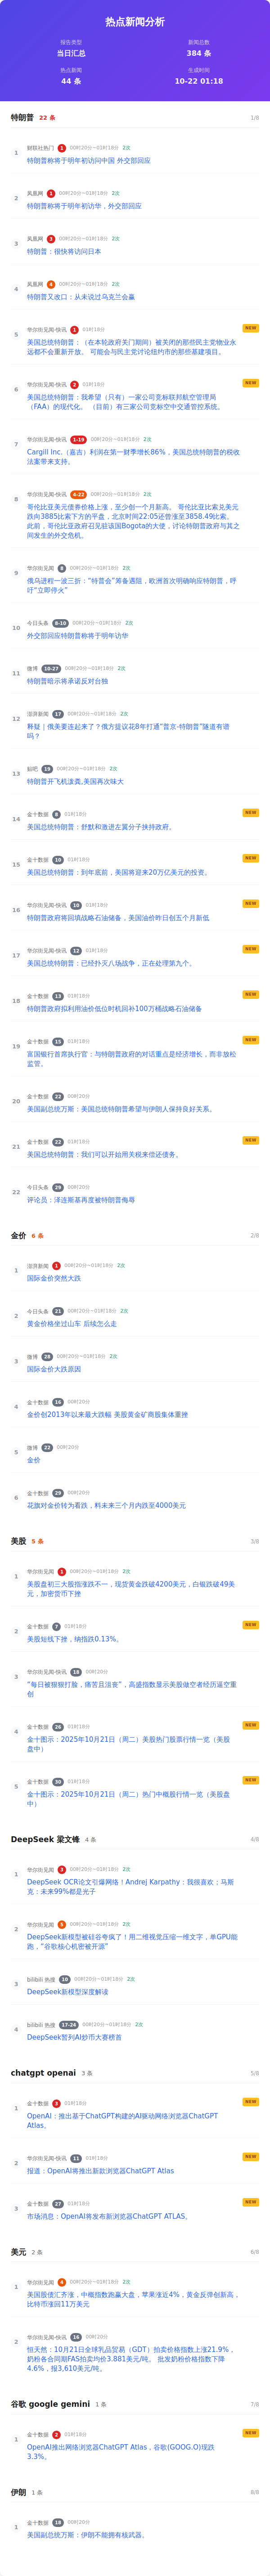 热点新闻分析
报告类型
当日汇总
新闻总数
384 条
热点新闻
44 条
生成时间
10-22 01:18
特朗普 22 条 1/8
1
财联社热门 1 00时20分~01时18分 2次
特朗普称将于明年初访问中国 外交部回应
2
凤凰网 1 00时20分~01时18分 2次
特朗普称将于明年初访华，外交部回应
3
凤凰网 3 00时20分~01时18分 2次
特朗普：很快将访问日本
4
凤凰网 4 00时20分~01时18分 2次
特朗普又改口：从未说过乌克兰会赢
5
华尔街见闻-快讯 1 01时18分 NEW
美国总统特朗普：（在本轮政府关门期间）被关闭的那些民主党物业永
远都不会重新开放。 可能会与民主党讨论纽约市的那些基建项目。
6
华尔街见闻-快讯 2 01时18分 NEW
美国总统特朗普：我希望（只有）一家公司竞标联邦航空管理局
（FAA）的现代化。 （目前）有三家公司竞标空中交通管控系统。
7
华尔街见闻-快讯 1-19 00时20分~01时18分 2次
Cargill Inc.（嘉吉）利润在第一财季增长86%，美国总统特朗普的税收
法案带来支持。
8
华尔街见闻-快讯 4-22 00时20分~01时18分 2次
哥伦比亚美元债券价格上涨，至少创一个月新高。 哥伦比亚比索兑美元
跌向3885比索下方的平盘，北京时间22:05还曾涨至3858.49比索。
此前，哥伦比亚政府召见驻该国Bogota的大使，讨论特朗普政府与其之
间发生的外交危机。
9
华尔街见闻 8 00时20分~01时18分 2次
俄乌进程一波三折：“特普会”筹备遇阻，欧洲首次明确响应特朗普，呼
吁“立即停火”
10
今日头条 8-10 00时20分~01时18分 2次
外交部回应特朗普称将于明年初访华
11
微博 10-27 00时20分~01时18分 2次
特朗普暗示将承诺反对台独
12
澎湃新闻 17 00时20分~01时18分 2次
释疑｜俄美要连起来了？俄方提议花8年打通“普京-特朗普”隧道有谱
吗？
13
贴吧 19 00时20分~01时18分 2次
特朗普开飞机泼粪,美国再次味大
14
金十数据 8 01时18分 NEW
美国总统特朗普：舒默和激进左翼分子挟持政府。
15
金十数据 10 01时18分 NEW
美国总统特朗普：到年底前，美国将迎来20万亿美元的投资。
16
华尔街见闻-快讯 10 01时18分 NEW
特朗普政府将回填战略石油储备，美国油价昨日创五个月新低
17
华尔街见闻-快讯 12 01时18分 NEW
美国总统特朗普：已经扑灭八场战争，正在处理第九个。
18
金十数据 13 01时18分 NEW
特朗普政府拟利用油价低位时机回补100万桶战略石油储备
19
金十数据 15 01时18分 NEW
富国银行首席执行官：与特朗普政府的对话重点是经济增长，而非放松
监管。
20
金十数据 22 00时20分
美国副总统万斯：美国总统特朗普希望与伊朗人保持良好关系。
21
金十数据 22 01时18分 NEW
美国总统特朗普：我们可以开始用关税来偿还债务。
22
今日头条 29 00时20分
评论员：泽连斯基再度被特朗普侮辱
金价 6 条 2/8
1
澎湃新闻 1 00时20分~01时18分 2次
国际金价突然大跌
2
今日头条 21 00时20分~01时18分 2次
黄金价格坐过山车 后续怎么走
3
微博 28 00时20分~01时18分 2次
国际金价大跌原因
4
金十数据 16 00时20分
金价创2013年以来最大跌幅 美股黄金矿商股集体重挫
5
微博 22 00时20分
金价
6
金十数据 29 00时20分
花旗对金价转为看跌，料未来三个月内跌至4000美元
美股 5 条 3/8
1
华尔街见闻 1 00时20分~01时18分 2次
美股盘初三大股指涨跌不一，现货黄金跌破4200美元，白银跌破49美
元，加密货币下挫
2
金十数据 7 01时18分 NEW
美股短线下挫，纳指跌0.13%。
3
华尔街见闻-快讯 18 00时20分
“每日被狠狠打脸，痛苦且沮丧”，高盛指数显示美股做空者经历逼空重
创
4
金十数据 26 01时18分 NEW
金十图示：2025年10月21日（周二）美股热门股票行情一览（美股
盘中）
5
金十数据 30 01时18分 NEW
金十图示：2025年10月21日（周二）热门中概股行情一览（美股盘
中）
DeepSeek 梁文锋 4 条 4/8
1
华尔街见闻 3 00时20分~01时18分 2次
DeepSeek OCR论文引爆网络！Andrej Karpathy：我很喜欢；马斯
克：未来99%都是光子
2
华尔街见闻 5 00时20分~01时18分 2次
DeepSeek新模型被硅谷夸疯了！用二维视觉压缩一维文字，单GPU能
跑，“谷歌核心机密被开源”
3
bilibili 热搜 10 00时20分~01时18分 2次
DeepSeek新模型深度解读
4
bilibili 热搜 17-24 00时20分~01时18分 2次
DeepSeek暂列AI炒币大赛榜首
chatgpt openai 3 条 5/8
1
金十数据 3 01时18分 NEW
OpenAI：推出基于ChatGPT构建的AI驱动网络浏览器ChatGPT
Atlas。
2
华尔街见闻-快讯 11 01时18分 NEW
报道：OpenAI将推出新款浏览器ChatGPT Atlas
3
金十数据 27 01时18分 NEW
市场消息：OpenAI将发布新浏览器ChatGPT ATLAS。
美元 2 条 6/8
1
华尔街见闻 4 00时20分~01时18分 2次
美国股债汇齐涨，中概指数跑赢大盘，苹果涨近4%，黄金反弹创新高，
比特币涨回11万美元
2
华尔街见闻-快讯 18 00时20分
恒天然：10月21日全球乳品贸易（GDT）拍卖价格指数上涨21.9%，
奶粉各合同期FAS拍卖均价3.881美元/吨。 批发奶粉价格指数下降
4.6%，报3,610美元/吨。
谷歌 google gemini 1 条 7/8
1
金十数据 2 01时18分 NEW
OpenAI推出网络浏览器ChatGPT Atlas，谷歌(GOOG.O)现跌
3.3%。
伊朗 1 条 8/8
1
金十数据 18 00时20分
美国副总统万斯：伊朗不能拥有核武器。